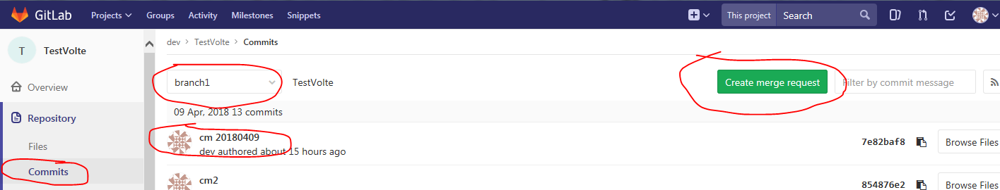 GitLab Projects Groups Activity Milestones Snippets This project Search
T TestVolte
dev > TestVolte > Commits
Overview
branch1 TestVolte Create merge request Filter by commit message
09 Apr, 2018 13 commits
Repository
cm 20180409
dev authored about 15 hours ago
7e82baf8 Browse Files
Files
Commits
cm2
854876e2 Browse Files